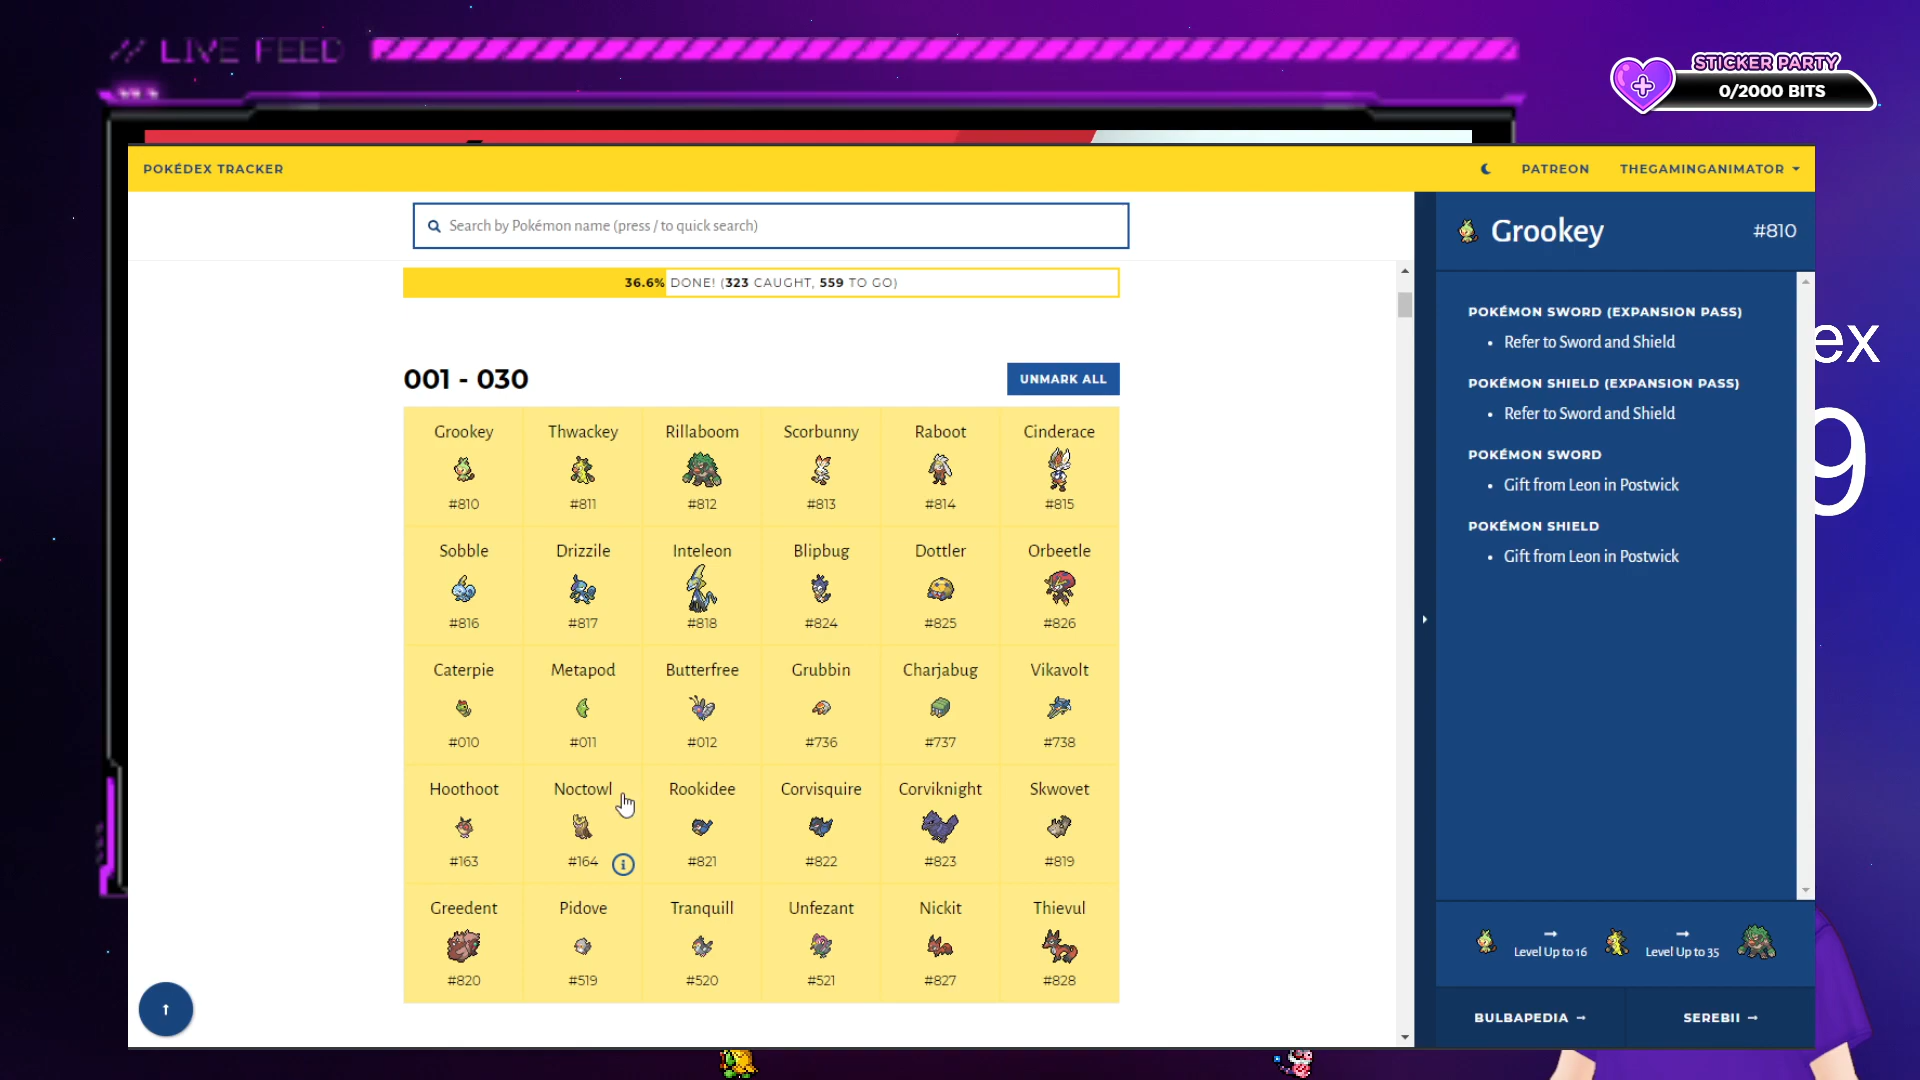 // LIVE FEED
STICKER PARTY
0/2000 BITS
POKÉDEX TRACKER
PATREON
THEGAMINGANIMATOR
Search by Pokémon name (press / to quick search)
36.6% DONE! (323 CAUGHT, 559 TO GO)
001 - 030
UNMARK ALL
Grookey Thwackey Rillaboom Scorbunny Raboot Cinderace
#810 #811 #812 #813 #814 #815
Sobble Drizzile Inteleon Blipbug Dottler Orbeetle
#816 #817 #818 #824 #825 #826
Caterpie Metapod Butterfree Grubbin Charjabug Vikavolt
#010 #011 #012 #736 #737 #738
Hoothoot Noctowl Rookidee Corvisquire Corviknight Skwovet
#163 #164 #821 #822 #823 #819
Greedent Pidove Tranquill Unfezant Nickit Thievul
#820 #519 #520 #521 #827 #828
Grookey #810
POKÉMON SWORD (EXPANSION PASS)
• Refer to Sword and Shield
POKÉMON SHIELD (EXPANSION PASS)
• Refer to Sword and Shield
POKÉMON SWORD
• Gift from Leon in Postwick
POKÉMON SHIELD
• Gift from Leon in Postwick
Level Up to 16 Level Up to 35
BULBAPEDIA → SEREBII →
ex
9